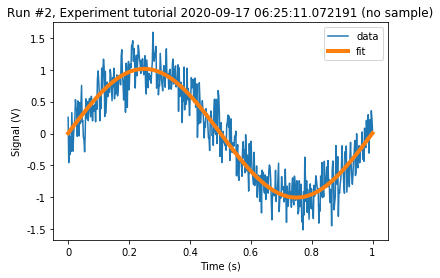 Run #2, Experiment tutorial 2020-09-17 06:25:11.072191 (no sample)
data
fit
1.5
1
0.5
0
-0.5
-1
-1.5
Signal (V)
0
0.2
0.4
0.6
0.8
1
Time (s)